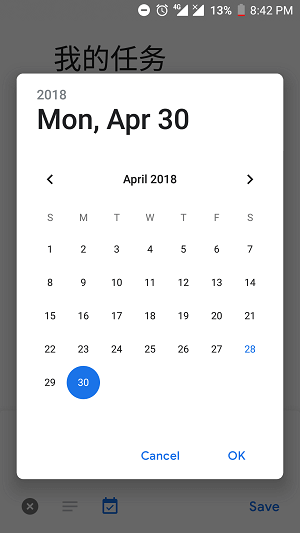 4G 13% 8:42 PM
我的任务
2018
Mon, Apr 30
April 2018
S M T W T F S
1 2 3 4 5 6 7
8 9 10 11 12 13 14
15 16 17 18 19 20 21
22 23 24 25 26 27 28
29 30
Cancel OK
Save